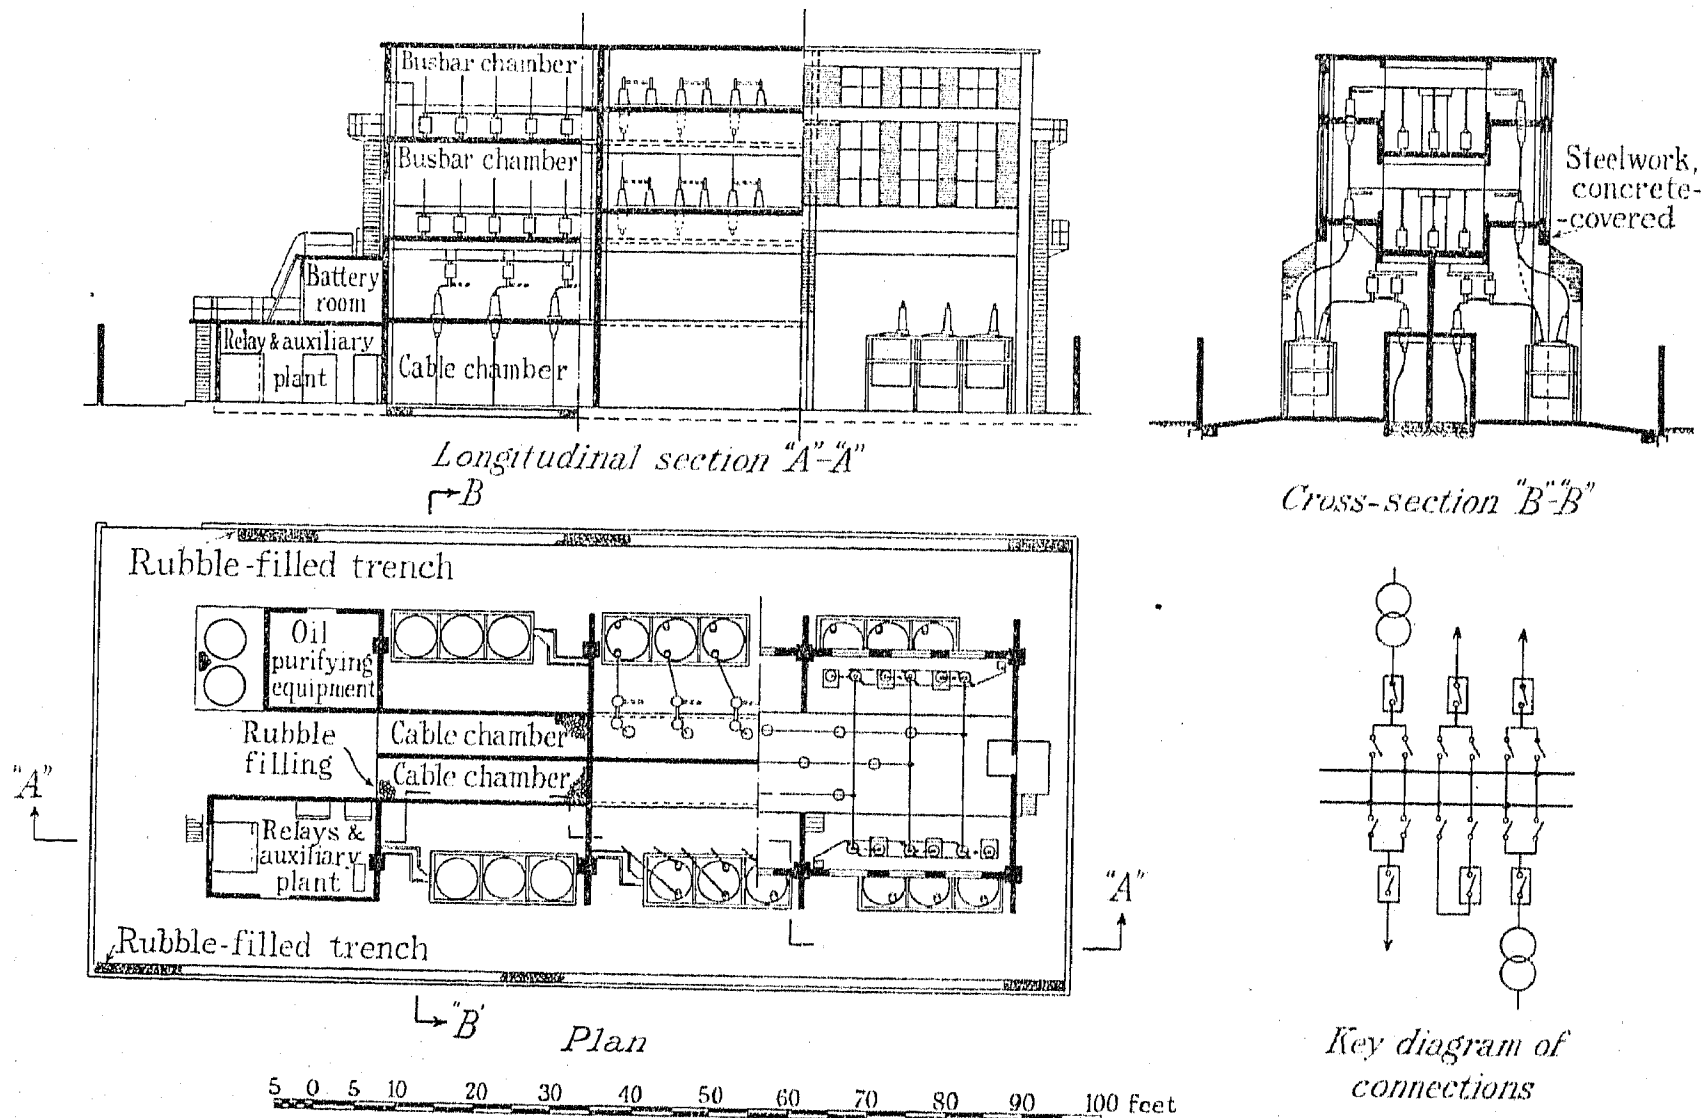 Busbar chamber
Busbar chamber
Battery
room
Relay & auxiliary
plant
Cable chamber
Longitudinal section "A"-"A"
Steelwork,
concrete-
-covered
Cross-section "B"-"B"
B
Rubble-filled trench
Oil
purifying
equipment
Cable chamber
Rubble
filling
Cable chamber
"A"
Relays &
auxiliary
plant
"A"
Rubble-filled trench
"B"
Plan
Key diagram of
connections
5 0 5 10 20 30 40 50 60 70 80 90 100 feet